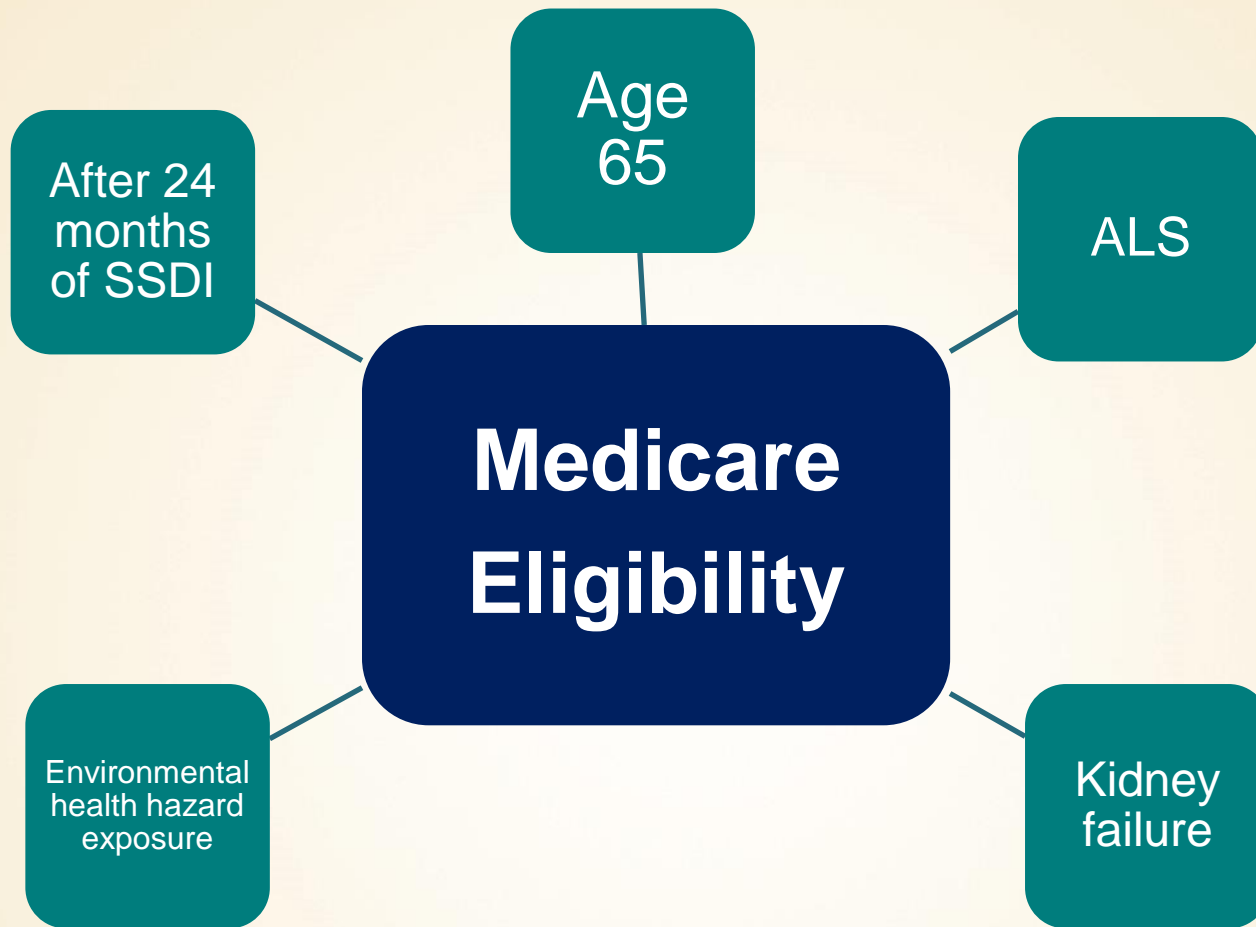 Age
65
After 24
months
of SSDI
ALS
Medicare
Eligibility
Environmental
health hazard
exposure
Kidney
failure